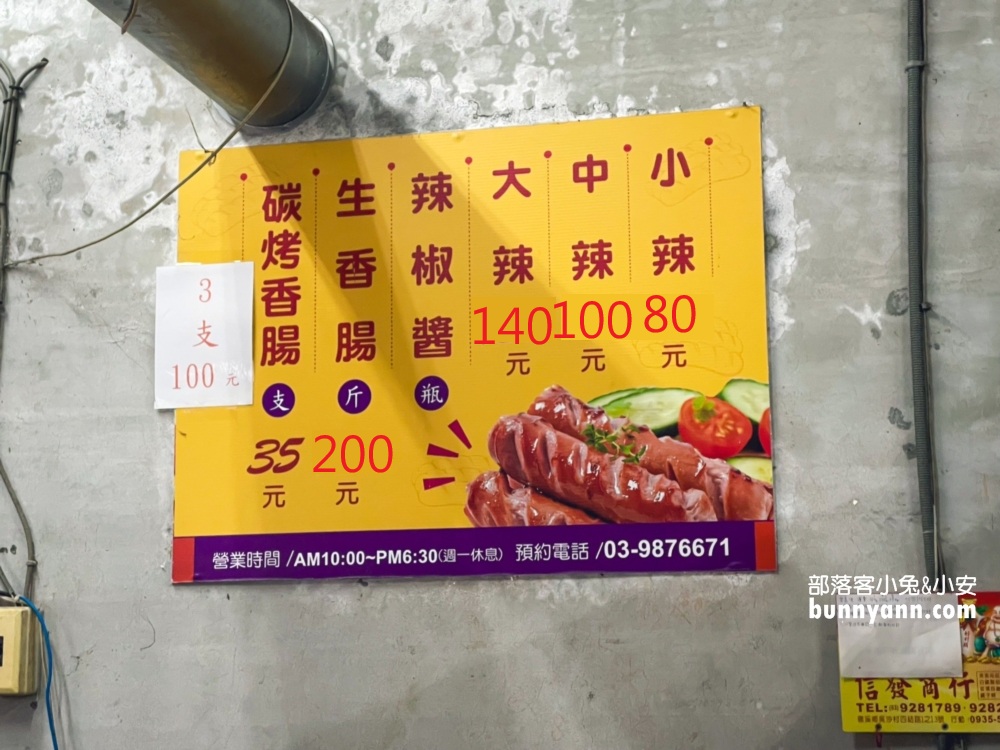 3
支
100元
碳烤香腸
支
35
元
生香腸
斤
200
元
辣椒醬
瓶
大辣
140
元
中辣
100
元
小辣
80
元
營業時間/AM10:00~PM6:30(週一休息) 預約電話/03-9876671
部落客小兔&小安
bunnyann.com
信發商行
TEL:(03)9281789·9282